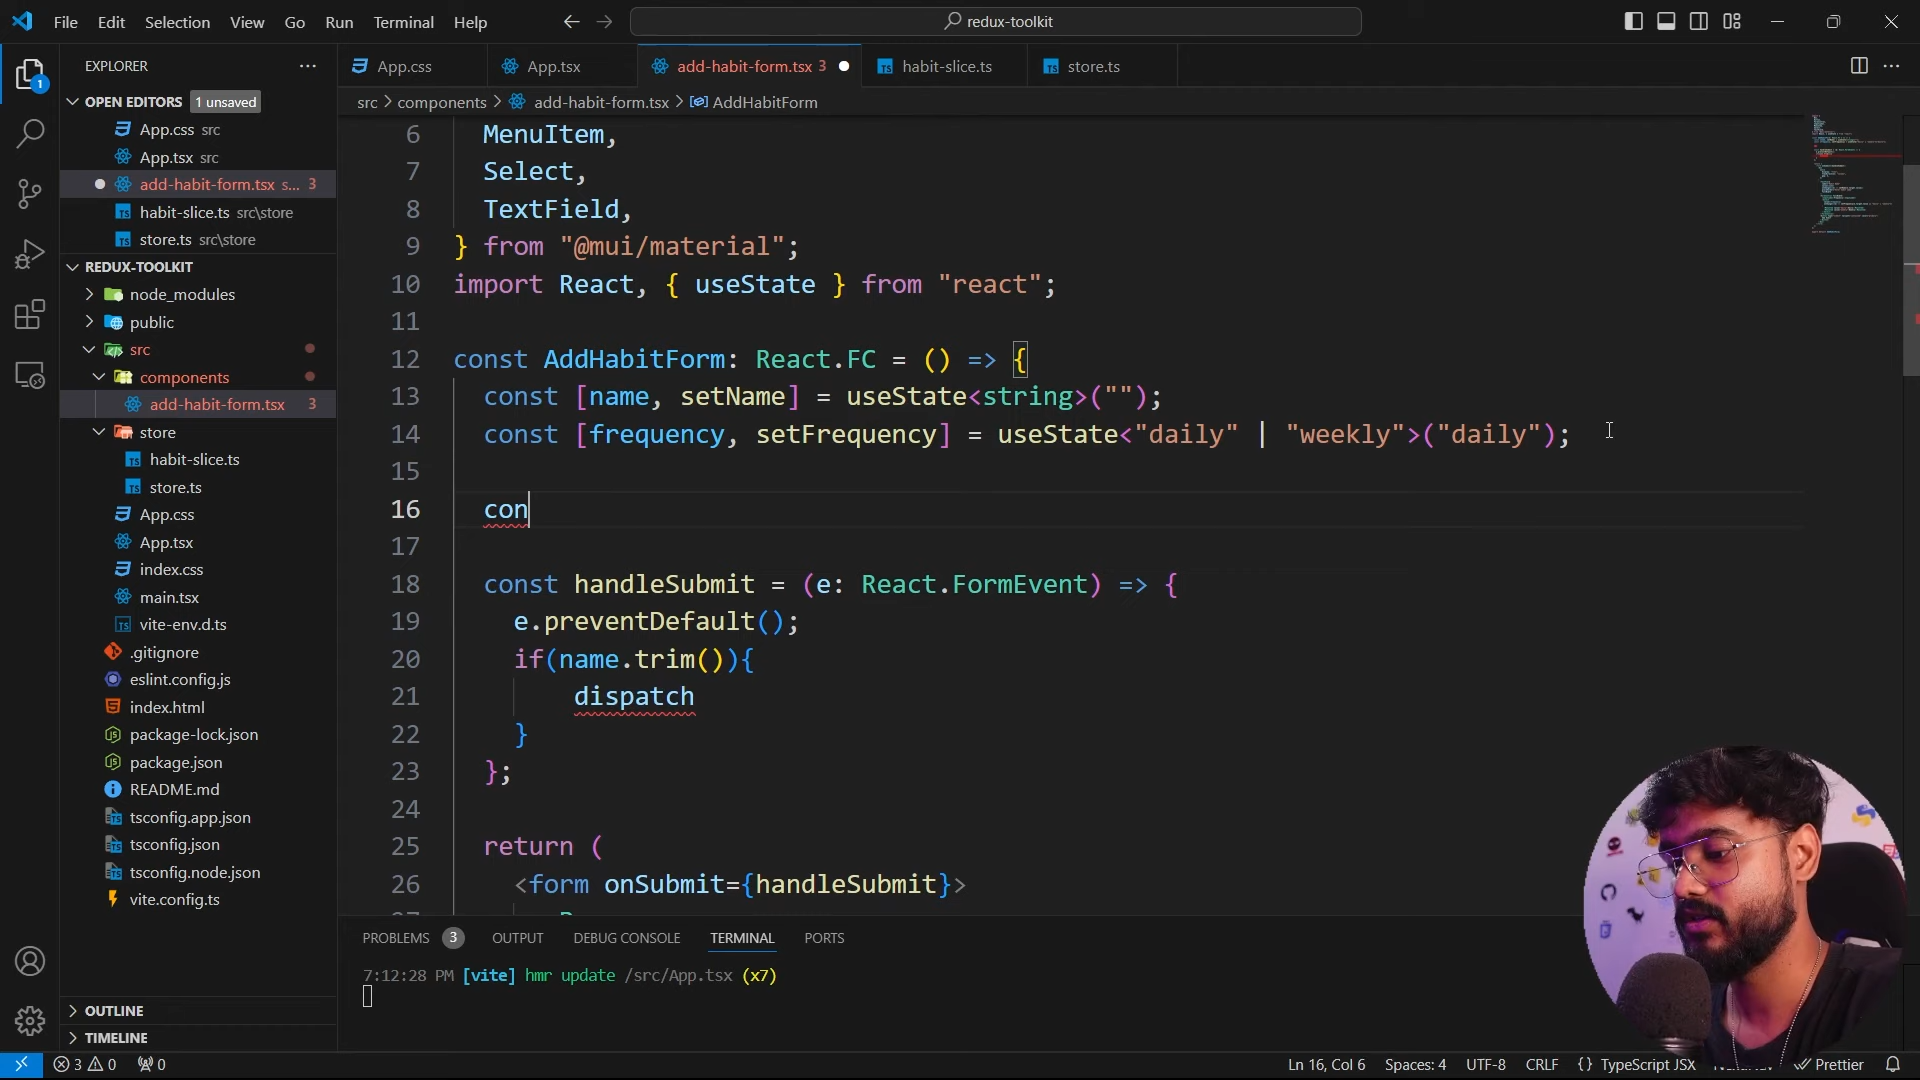 File Edit Selection View Go Run Terminal Help
redux-toolkit
EXPLORER
OPEN EDITORS 1 unsaved
App.css src
App.tsx src
add-habit-form.tsx s... 3
habit-slice.ts src\store
store.ts src\store
REDUX-TOOLKIT
node_modules
public
src
components
add-habit-form.tsx 3
store
habit-slice.ts
store.ts
App.css
App.tsx
index.css
main.tsx
vite-env.d.ts
.gitignore
eslint.config.js
index.html
package-lock.json
package.json
README.md
tsconfig.app.json
tsconfig.json
tsconfig.node.json
vite.config.ts
OUTLINE
TIMELINE
App.css App.tsx add-habit-form.tsx 3 habit-slice.ts store.ts
src > components > add-habit-form.tsx > AddHabitForm
6 MenuItem,
7 Select,
8 TextField,
9 } from "@mui/material";
10 import React, { useState } from "react";
11
12 const AddHabitForm: React.FC = () => {
13 const [name, setName] = useState<string>("");
14 const [frequency, setFrequency] = useState<"daily" | "weekly">("daily");
15
16 con
17
18 const handleSubmit = (e: React.FormEvent) => {
19 e.preventDefault();
20 if(name.trim()){
21 dispatch
22 }
23 };
24
25 return (
26 <form onSubmit={handleSubmit}>
PROBLEMS 3 OUTPUT DEBUG CONSOLE TERMINAL PORTS
7:12:28 PM [vite] hmr update /src/App.tsx (x7)
3 0 0 Ln 16, Col 6 Spaces: 4 UTF-8 CRLF {} TypeScript JSX Prettier